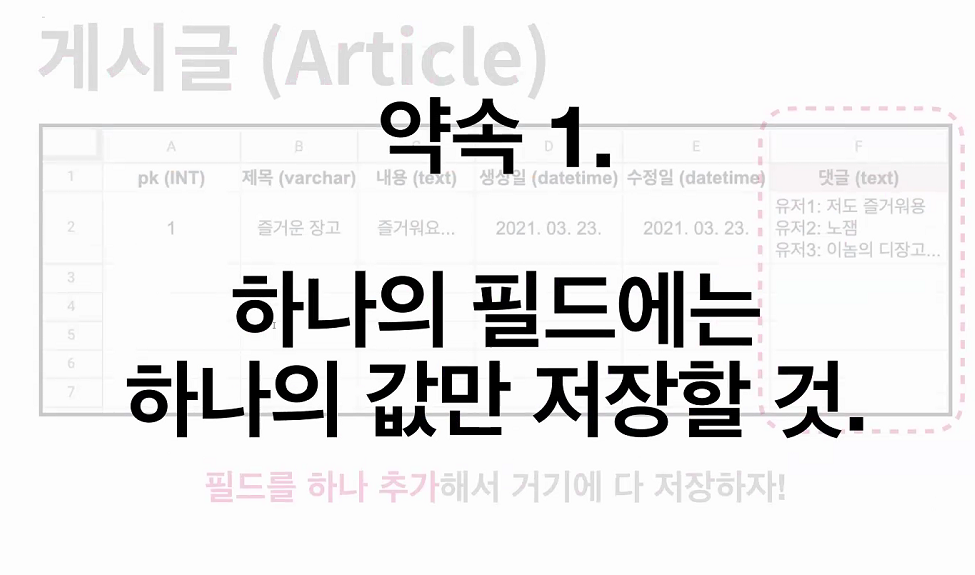 게시글 (Article)
약속 1.
A B C D E F
1 pk (INT) 제목 (varchar) 내용 (text) 생성일 (datetime) 수정일 (datetime) 댓글 (text)
2 1 즐거운 장고 즐거워요... 2021. 03. 23. 2021. 03. 23. 유저1: 저도 즐거워용
유저2: 노잼
유저3: 이놈의 디장고...
3
4
5
6
7
하나의 필드에는
하나의 값만 저장할 것.
필드를 하나 추가해서 거기에 다 저장하자!